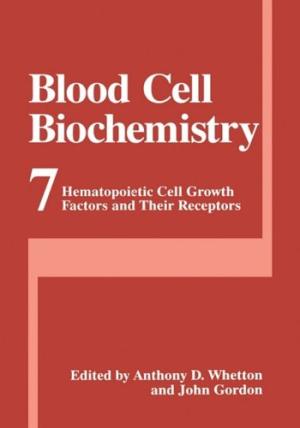 Blood Cell
Biochemistry
7
Hematopoietic Cell Growth
Factors and Their Receptors
Edited by Anthony D. Whetton
and John Gordon